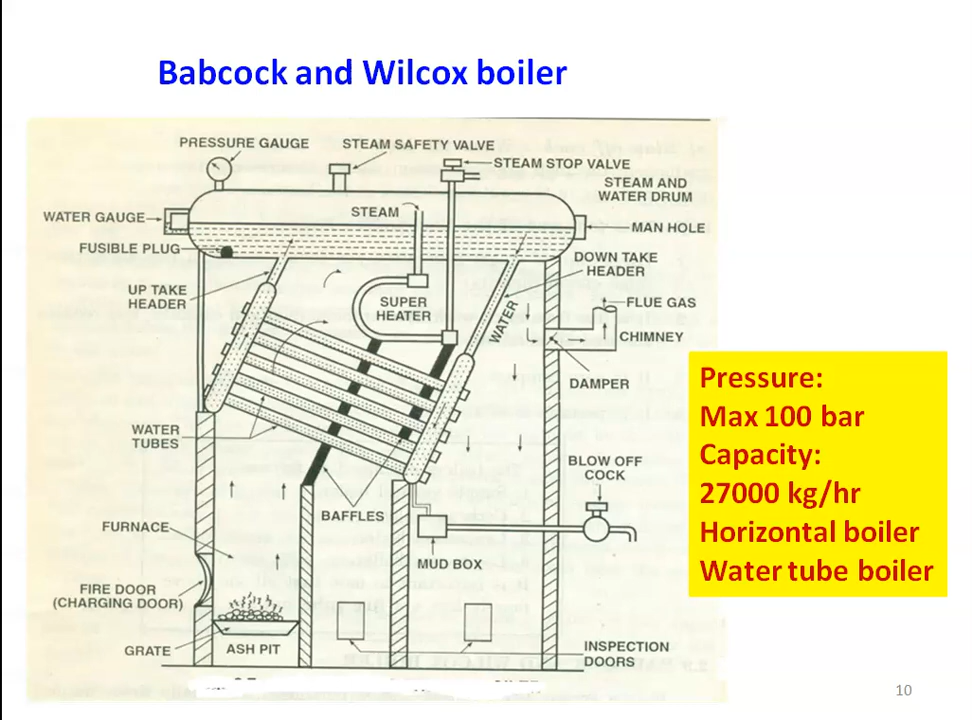 Babcock and Wilcox boiler
PRESSURE GAUGE
STEAM SAFETY VALVE
STEAM STOP VALVE
STEAM AND
WATER DRUM
WATER GAUGE
STEAM
MAN HOLE
FUSIBLE PLUG
DOWN TAKE
HEADER
UP TAKE
HEADER
SUPER
HEATER
WATER
FLUE GAS
CHIMNEY
DAMPER
Pressure:
Max 100 bar
Capacity:
27000 kg/hr
Horizontal boiler
Water tube boiler
WATER
TUBES
BLOW OFF
COCK
BAFFLES
FURNACE
MUD BOX
FIRE DOOR
(CHARGING DOOR)
GRATE
ASH PIT
INSPECTION
DOORS
10